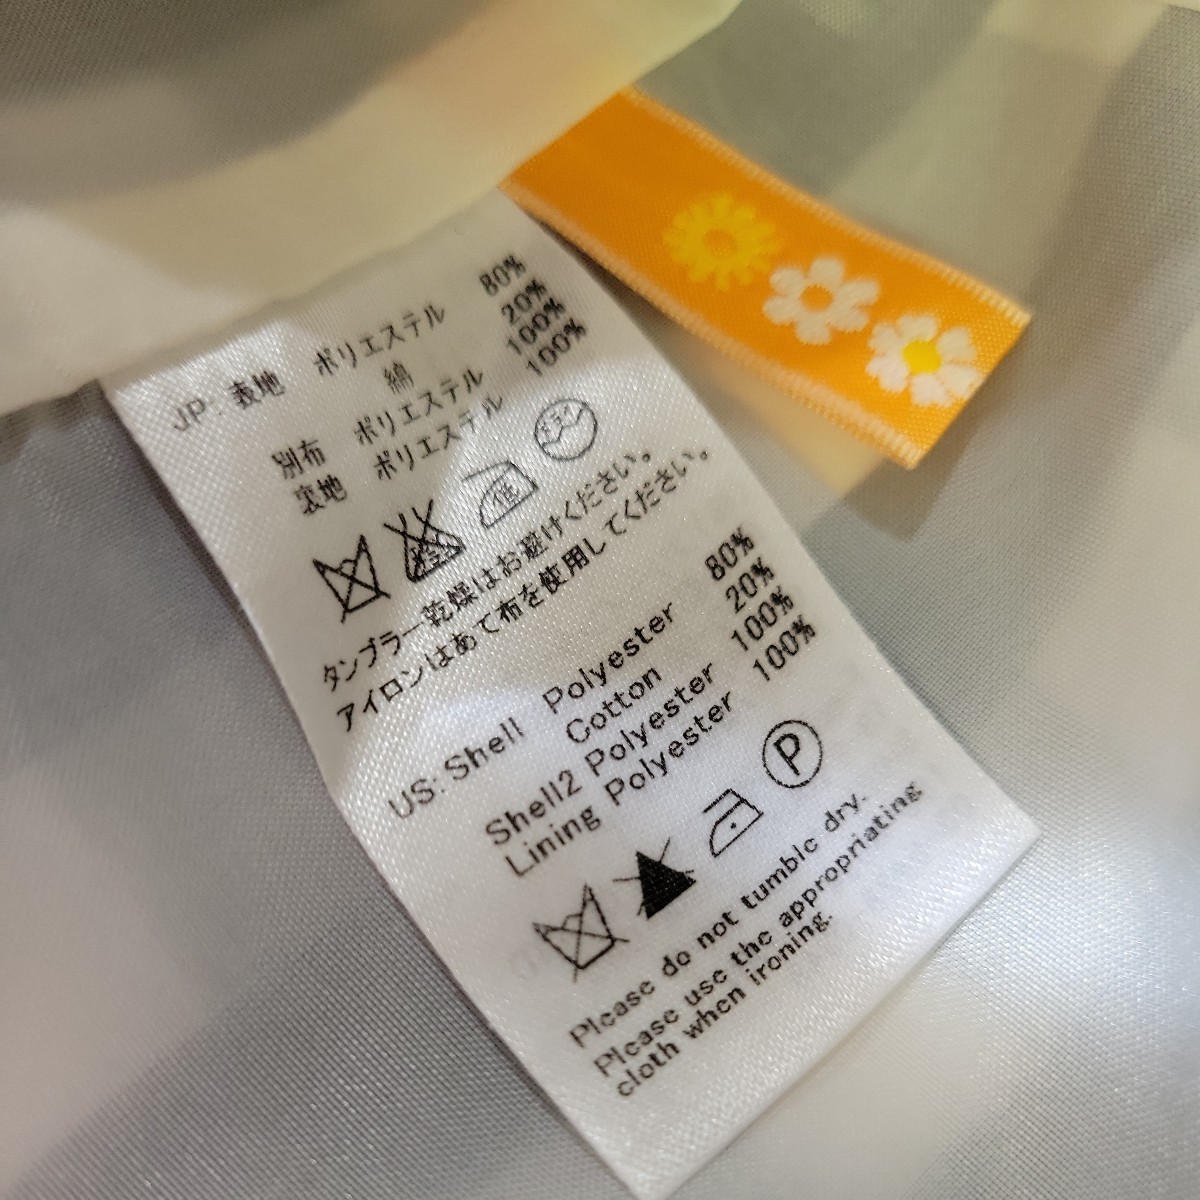 JP: 表地 ポリエステル 80%
綿 20%
別布 ポリエステル 100%
裏地 ポリエステル 100%
低
タンブラー乾燥はお避けください。
アイロンはあて布を使用してください。
US: Shell Polyester 80%
Cotton 20%
Shell2 Polyester 100%
Lining Polyester 100%
P
Please do not tumble dry.
Please use the appropriating
cloth when ironing.